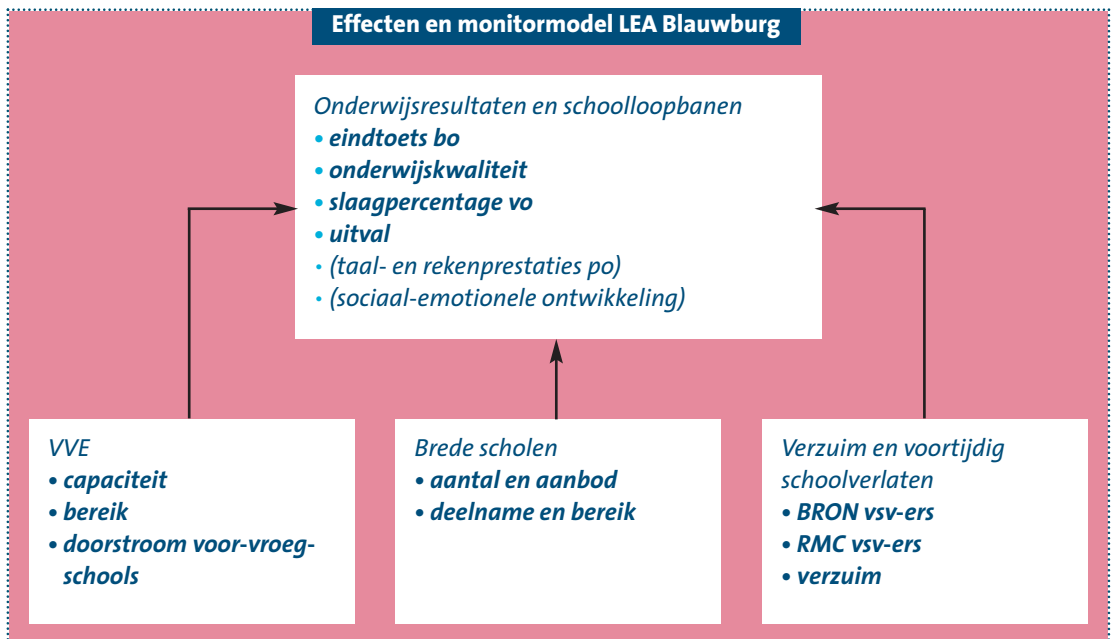 Effecten en monitormodel LEA Blauwburg
Onderwijsresultaten en schoolloopbanen
• eindtoets bo
• onderwijskwaliteit
• slaagpercentage vo
• uitval
• (taal- en rekenprestaties po)
• (sociaal-emotionele ontwikkeling)
VVE
• capaciteit
• bereik
• doorstroom voor-vroeg-
schools
Brede scholen
• aantal en aanbod
• deelname en bereik
Verzuim en voortijdig
schoolverlaten
• BRON vsv-ers
• RMC vsv-ers
• verzuim